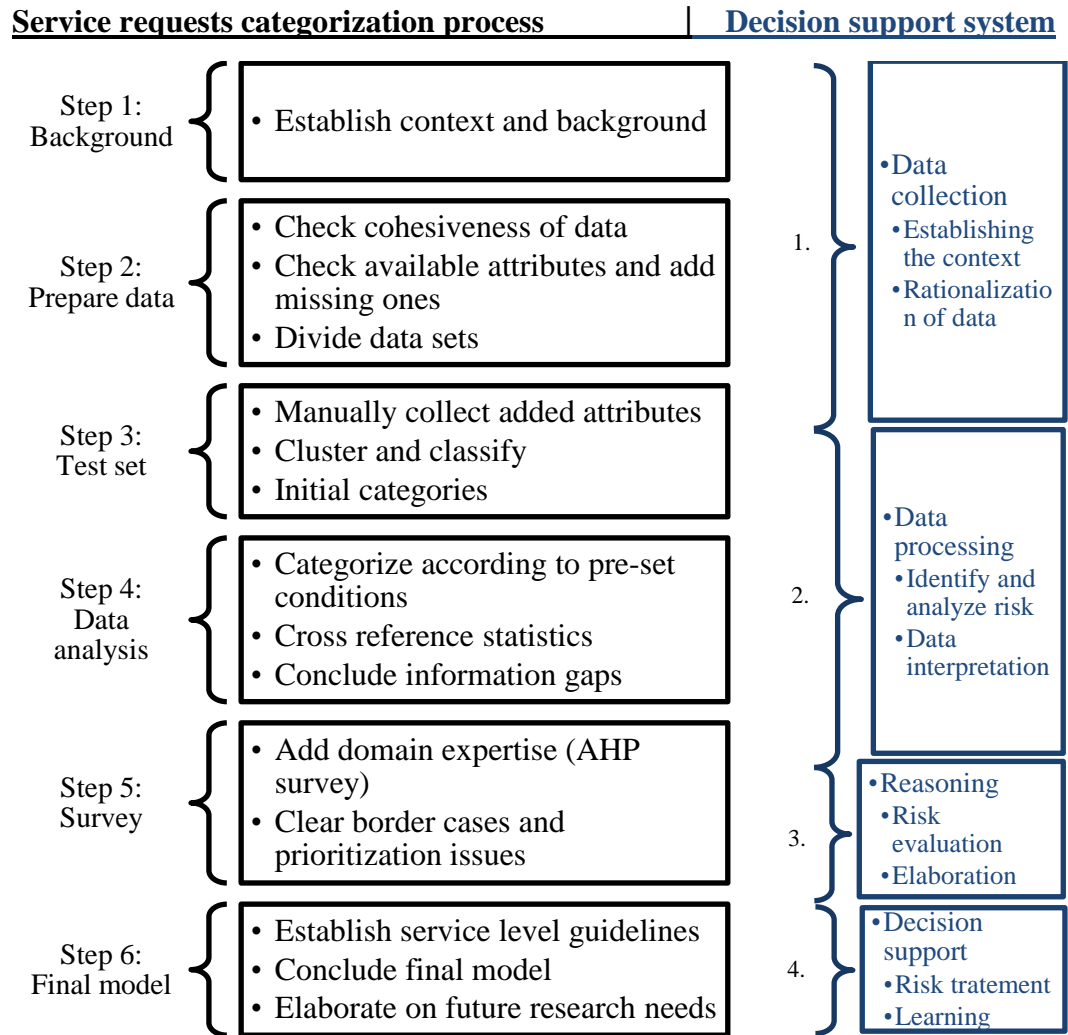 Service requests categorization process | Decision support system
Step 1:
Background
• Establish context and background
Step 2:
Prepare data
• Check cohesiveness of data
• Check available attributes and add
missing ones
• Divide data sets
Step 3:
Test set
• Manually collect added attributes
• Cluster and classify
• Initial categories
Step 4:
Data
analysis
• Categorize according to pre-set
conditions
• Cross reference statistics
• Conclude information gaps
Step 5:
Survey
• Add domain expertise (AHP
survey)
• Clear border cases and
prioritization issues
Step 6:
Final model
• Establish service level guidelines
• Conclude final model
• Elaborate on future research needs
1.
•Data
collection
•Establishing
the context
•Rationalizatio
n of data
2.
•Data
processing
•Identify and
analyze risk
•Data
interpretation
3.
•Reasoning
•Risk
evaluation
•Elaboration
4.
•Decision
support
•Risk tratement
•Learning